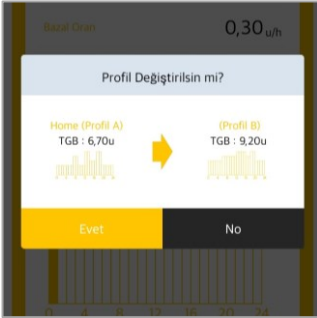 Bazal Oran 0,30 u/h
Profil Değiştirilsin mi?
Home (Profil A) (Profil B)
TGB : 6,70u TGB : 9,20u
Evet No
0 4 8 12 16 20 24